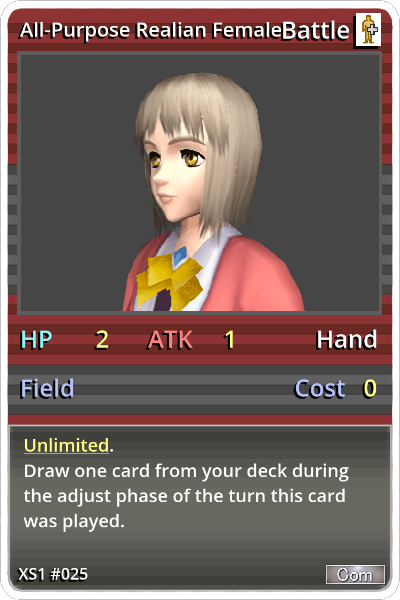 All-Purpose Realian Female Battle
HP 2 ATK 1 Hand
Field Cost 0
Unlimited.
Draw one card from your deck during
the adjust phase of the turn this card
was played.
XS1 #025 Com